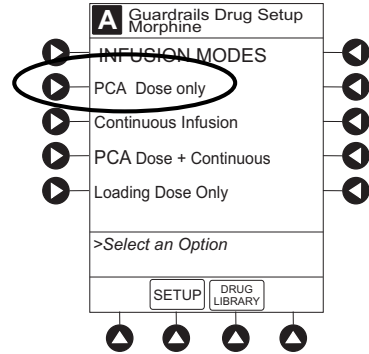 A Guardrails Drug Setup
Morphine
INFUSION MODES
PCA Dose only
Continuous Infusion
PCA Dose + Continuous
Loading Dose Only
>Select an Option
SETUP DRUG
LIBRARY